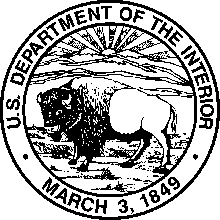 U.S. DEPARTMENT OF THE INTERIOR
MARCH 3, 1849